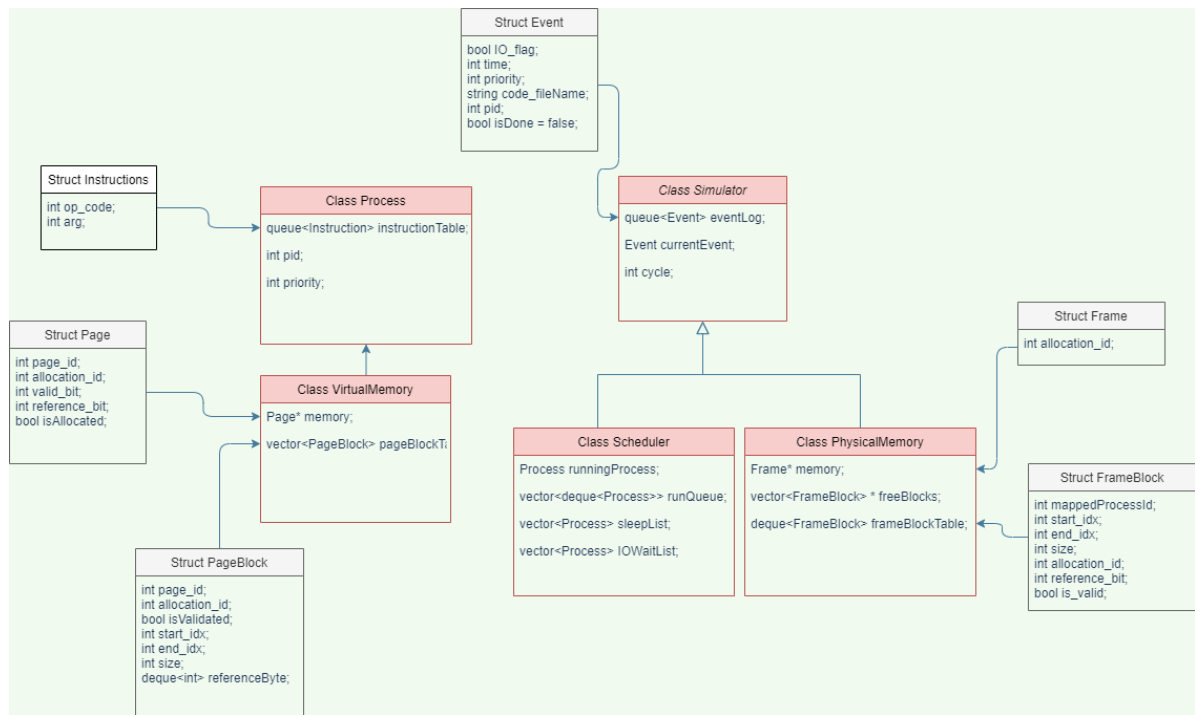 Struct Event
bool IO_flag;
int time;
int priority;
string code_fileName;
int pid;
bool isDone = false;
Struct Instructions
int op_code;
int arg;
Class Process
queue<Instruction> instructionTable;
int pid;
int priority;
Class Simulator
queue<Event> eventLog;
Event currentEvent;
int cycle;
Struct Page
int page_id;
int allocation_id;
int valid_bit;
int reference_bit;
bool isAllocated;
Class VirtualMemory
Page* memory;
vector<PageBlock> pageBlockTa
Struct Frame
int allocation_id;
Class Scheduler
Process runningProcess;
vector<deque<Process>> runQueue;
vector<Process> sleepList;
vector<Process> IOWaitList;
Class PhysicalMemory
Frame* memory;
vector<FrameBlock> * freeBlocks;
deque<FrameBlock> frameBlockTable;
Struct FrameBlock
int mappedProcessId;
int start_idx;
int end_idx;
int size;
int allocation_id;
int reference_bit;
bool is_valid;
Struct PageBlock
int page_id;
int allocation_id;
bool isValidated;
int start_idx;
int end_idx;
int size;
deque<int> referenceByte;